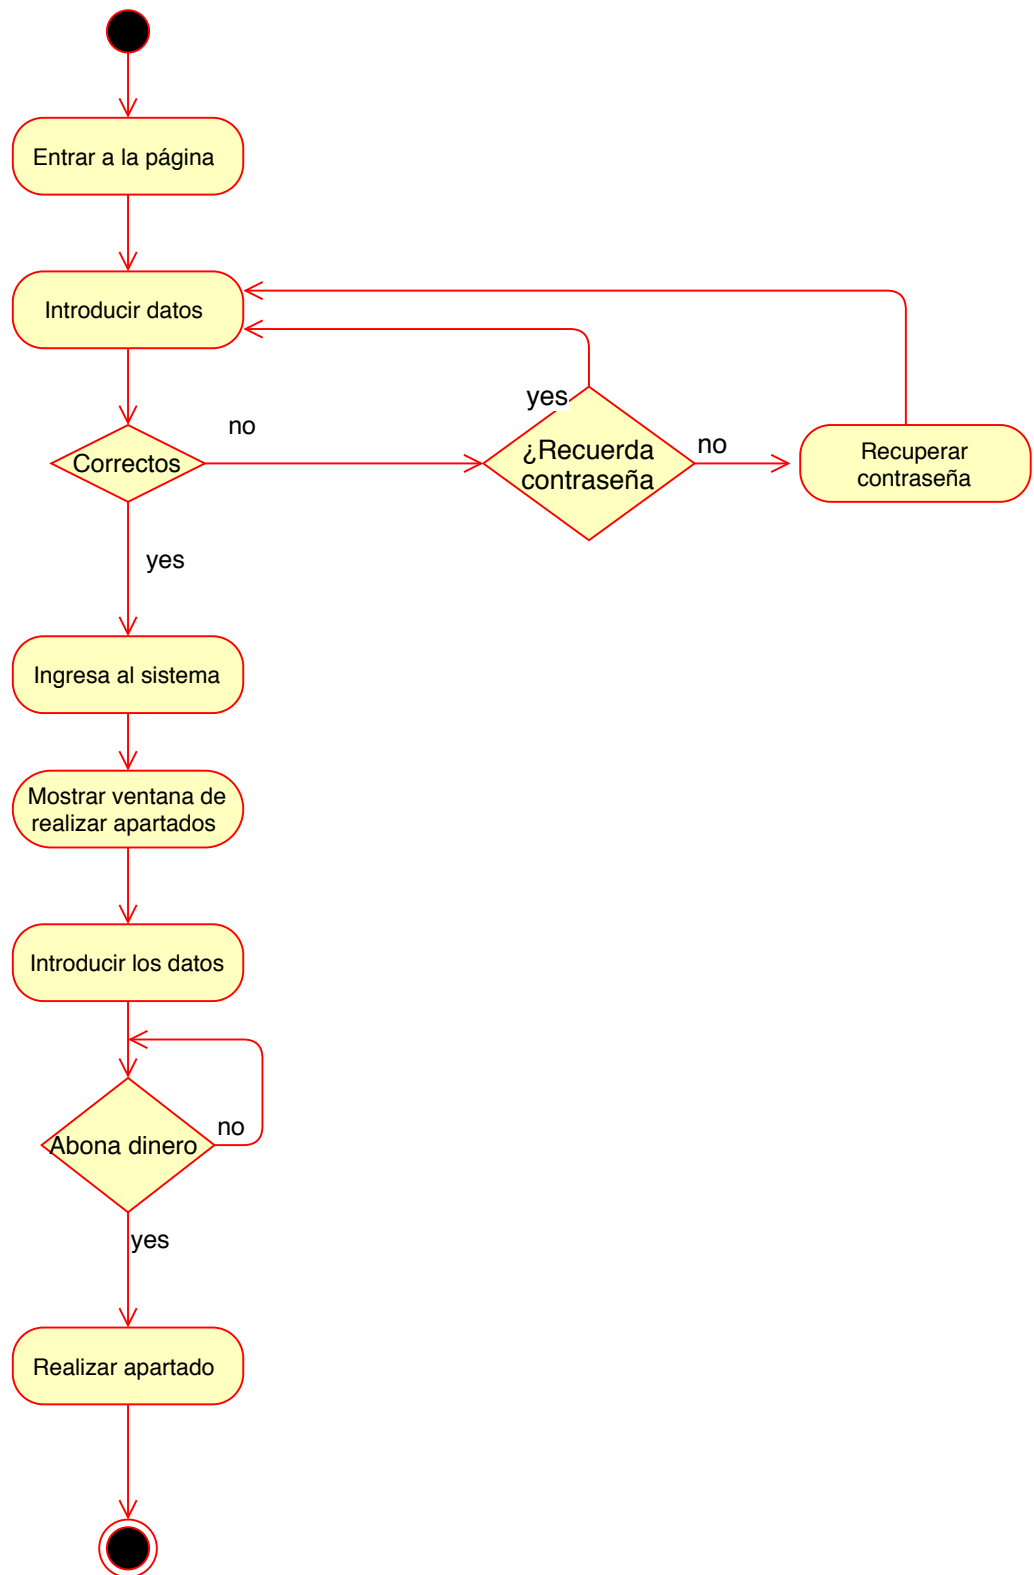 Entrar a la página
Introducir datos
yes
no
¿Recuerda
contraseña
no
Recuperar
contraseña
Correctos
yes
Ingresa al sistema
Mostrar ventana de
realizar apartados
Introducir los datos
no
Abona dinero
yes
Realizar apartado